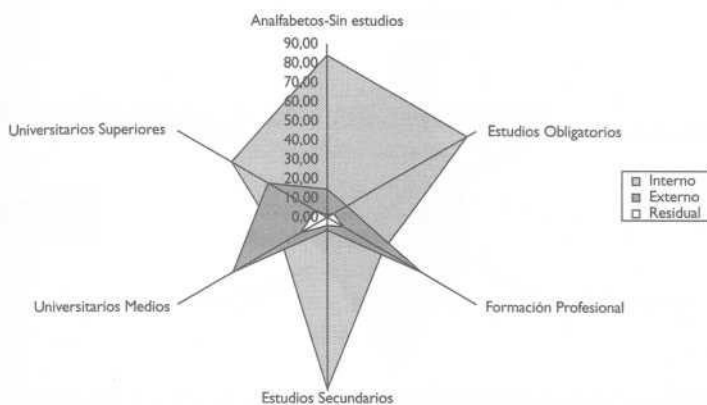 Analfabetos-Sin estudios
90,00
80,00
70,00
60,00
50,00
40,00
30,00
20,00
10,00
0,00
Universitarios Superiores
Estudios Obligatorios
Interno
Externo
Residual
Universitarios Medios
Formación Profesional
Estudios Secundarios